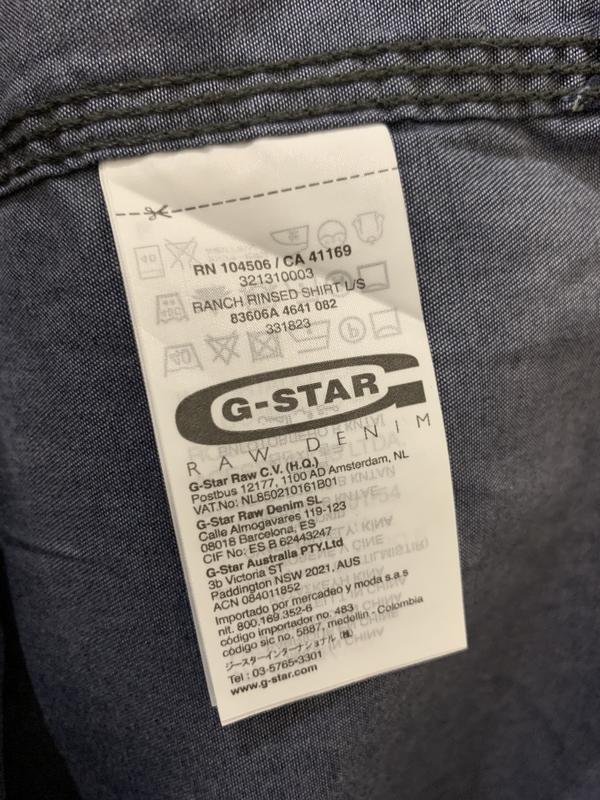 RN 104506 / CA 41169
321310003
RANCH RINSED SHIRT L/S
83606A 4641 082
331823
G-STAR
RAW DENIM
G-Star Raw C.V. (H.Q.)
Postbus 12177, 1100 AD Amsterdam, NL
VAT.No: NL850210161B01
G-Star Raw Denim SL
Calle Almogavares 119-123
08018 Barcelona, ES
CIF No: ES B 62443247
G-Star Australia PTY.Ltd
3b Victoria ST
Paddington NSW 2021, AUS
ACN 084011852
Importado por mercadeo y moda s.a.s
nit. 800.169.352-6
código importador no. 483
código sic no. 5887, medellin - Colombia
ジースターインターナショナル (株)
Tel : 03-5765-3301
www.g-star.com